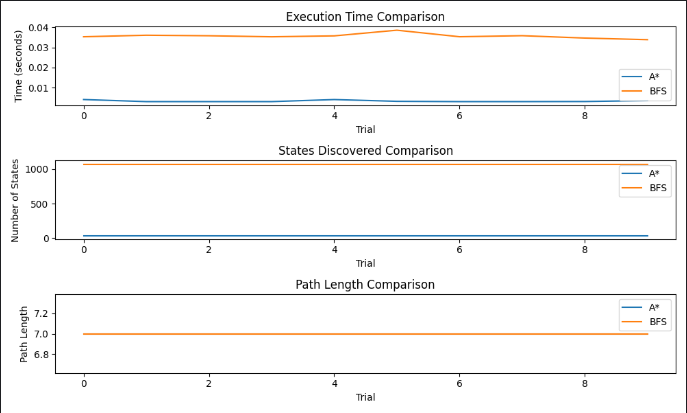 Execution Time Comparison
Time (seconds)
0.04
0.03
0.02
0.01
A*
BFS
0 2 4 6 8
Trial
States Discovered Comparison
Number of States
1000
500
0
A*
BFS
0 2 4 6 8
Trial
Path Length Comparison
Path Length
7.2
7.0
6.8
A*
BFS
0 2 4 6 8
Trial